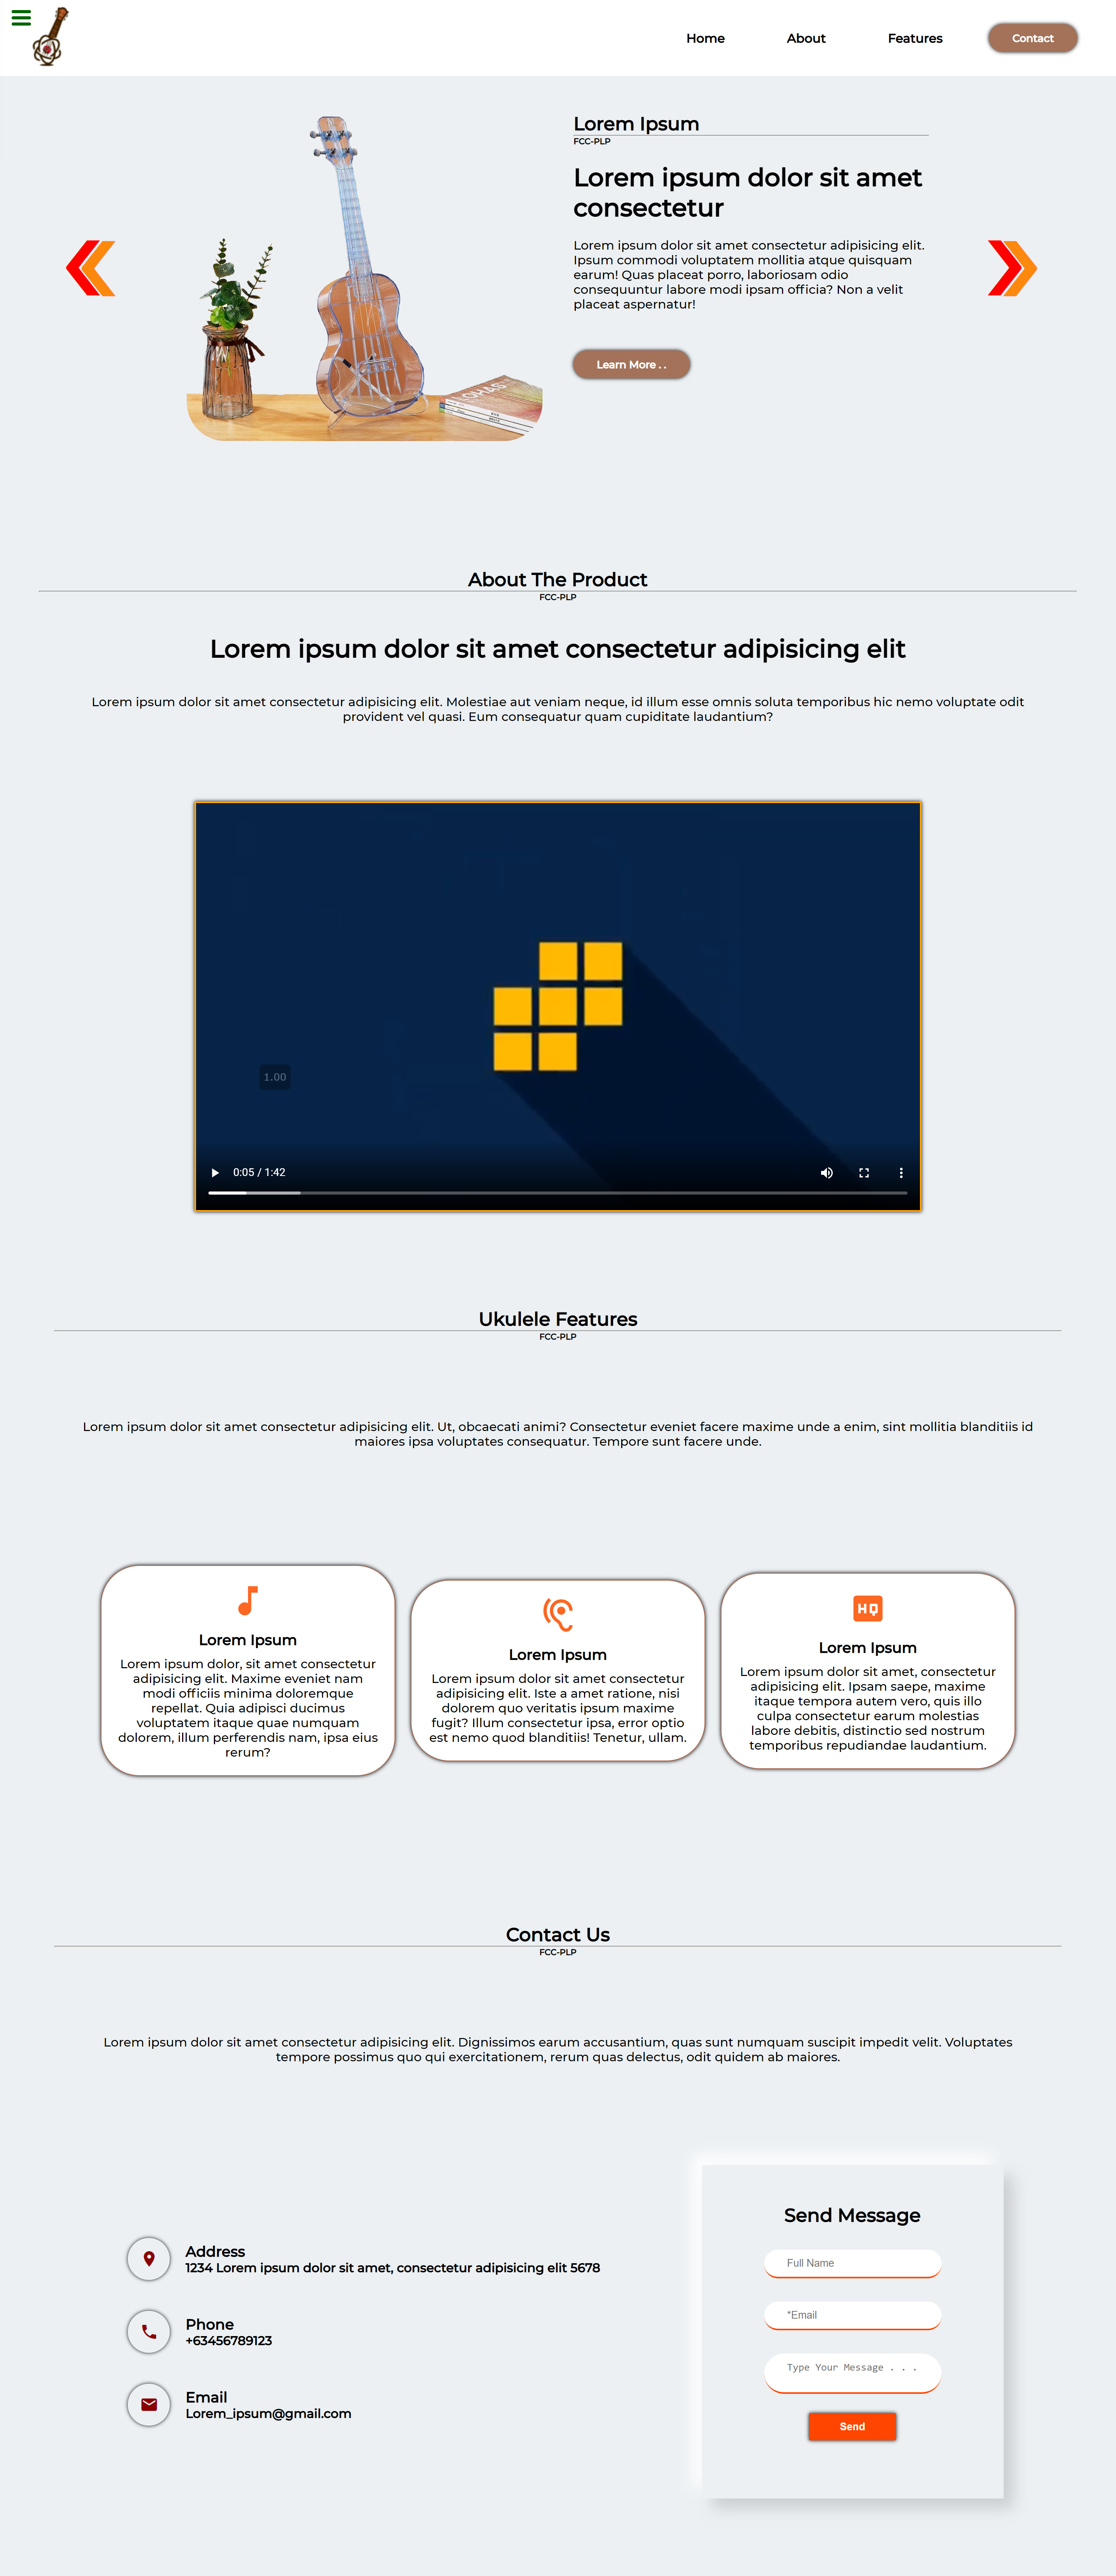 Home
About
Features
Contact
Lorem Ipsum
FCC-PLP
Lorem ipsum dolor sit amet
consectetur
Lorem ipsum dolor sit amet consectetur adipisicing elit.
Ipsum commodi voluptatem mollitia atque quisquam
earum! Quas placeat porro, laboriosam odio
consequuntur labore modi ipsam officia? Non a velit
placeat aspernatur!
Learn More . .
About The Product
FCC-PLP
Lorem ipsum dolor sit amet consectetur adipisicing elit
Lorem ipsum dolor sit amet consectetur adipisicing elit. Molestiae aut veniam neque, id illum esse omnis soluta temporibus hic nemo voluptate odit
provident vel quasi. Eum consequatur quam cupiditate laudantium?
1.00
0:05 / 1:42
Ukulele Features
FCC-PLP
Lorem ipsum dolor sit amet consectetur adipisicing elit. Ut, obcaecati animi? Consectetur eveniet facere maxime unde a enim, sint mollitia blanditiis id
maiores ipsa voluptates consequatur. Tempore sunt facere unde.
Lorem Ipsum
Lorem ipsum dolor, sit amet consectetur
adipisicing elit. Maxime eveniet nam
modi officiis minima doloremque
repellat. Quia adipisci ducimus
voluptatem itaque quae numquam
dolorem, illum perferendis nam, ipsa eius
rerum?
Lorem Ipsum
Lorem ipsum dolor sit amet consectetur
adipisicing elit. Iste a amet ratione, nisi
dolorem quo veritatis ipsum maxime
fugit? Illum consectetur ipsa, error optio
est nemo quod blanditiis! Tenetur, ullam.
HQ
Lorem Ipsum
Lorem ipsum dolor sit amet, consectetur
adipisicing elit. Ipsam saepe, maxime
itaque tempora autem vero, quis illo
culpa consectetur earum molestias
labore debitis, distinctio sed nostrum
temporibus repudiandae laudantium.
Contact Us
FCC-PLP
Lorem ipsum dolor sit amet consectetur adipisicing elit. Dignissimos earum accusantium, quas sunt numquam suscipit impedit velit. Voluptates
tempore possimus quo qui exercitationem, rerum quas delectus, odit quidem ab maiores.
Address
1234 Lorem ipsum dolor sit amet, consectetur adipisicing elit 5678
Phone
+63456789123
Email
Lorem_ipsum@gmail.com
Send Message
Full Name
*Email
Type Your Message . . .
Send